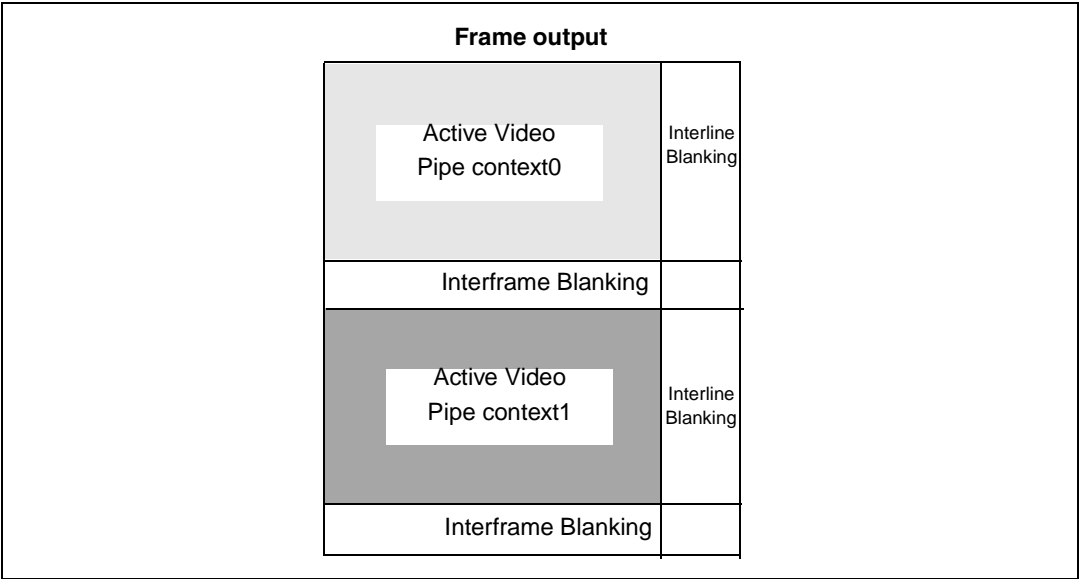 Frame output
Active Video
Pipe context0
Interline
Blanking
Interframe Blanking
Active Video
Pipe context1
Interline
Blanking
Interframe Blanking